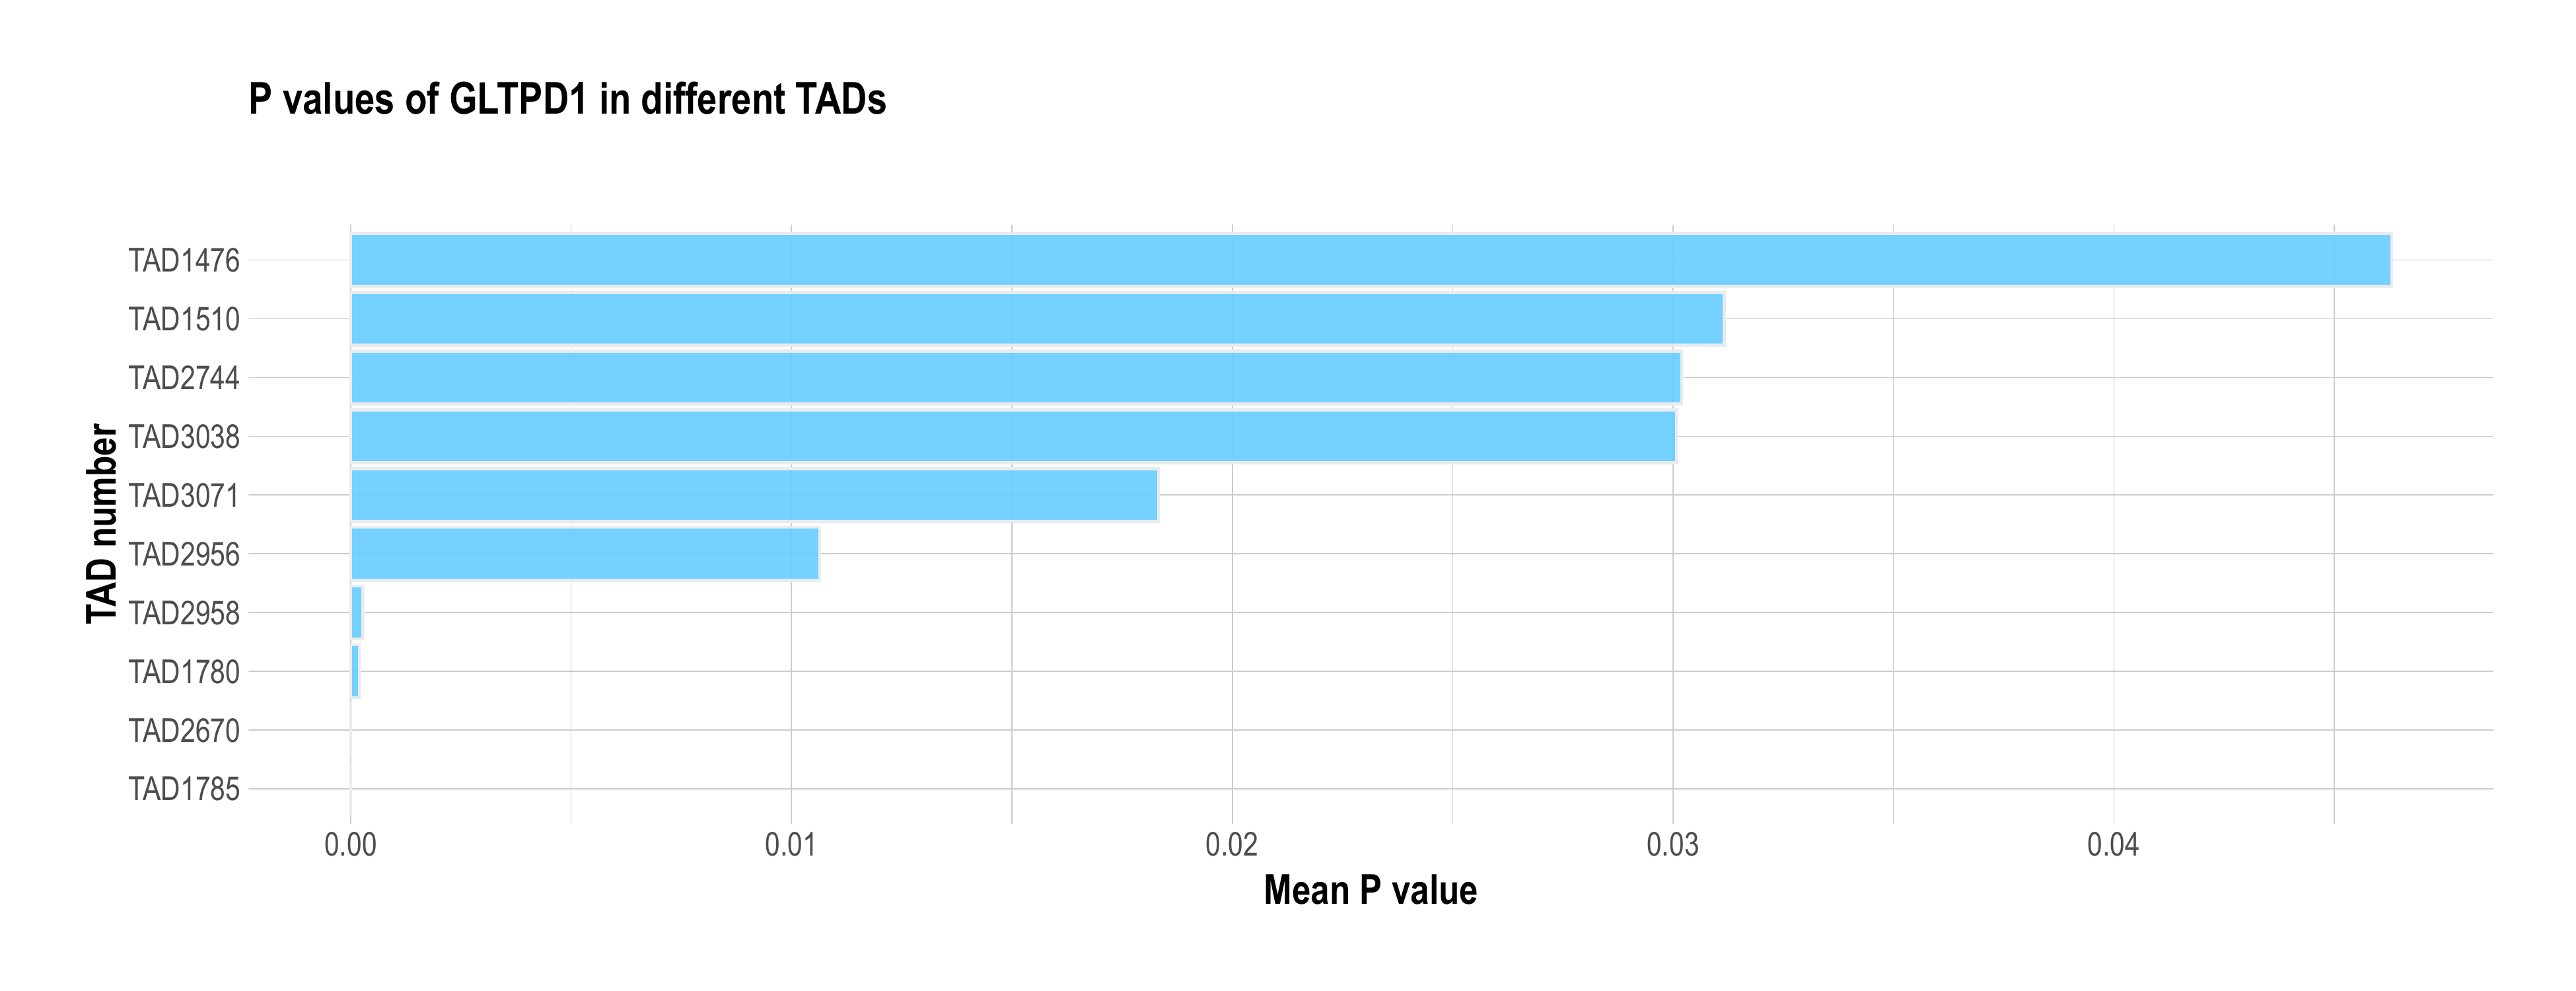 P values of GLTPD1 in different TADs
TAD number
TAD1476
TAD1510
TAD2744
TAD3038
TAD3071
TAD2956
TAD2958
TAD1780
TAD2670
TAD1785
0.00 0.01 0.02 0.03 0.04
Mean P value